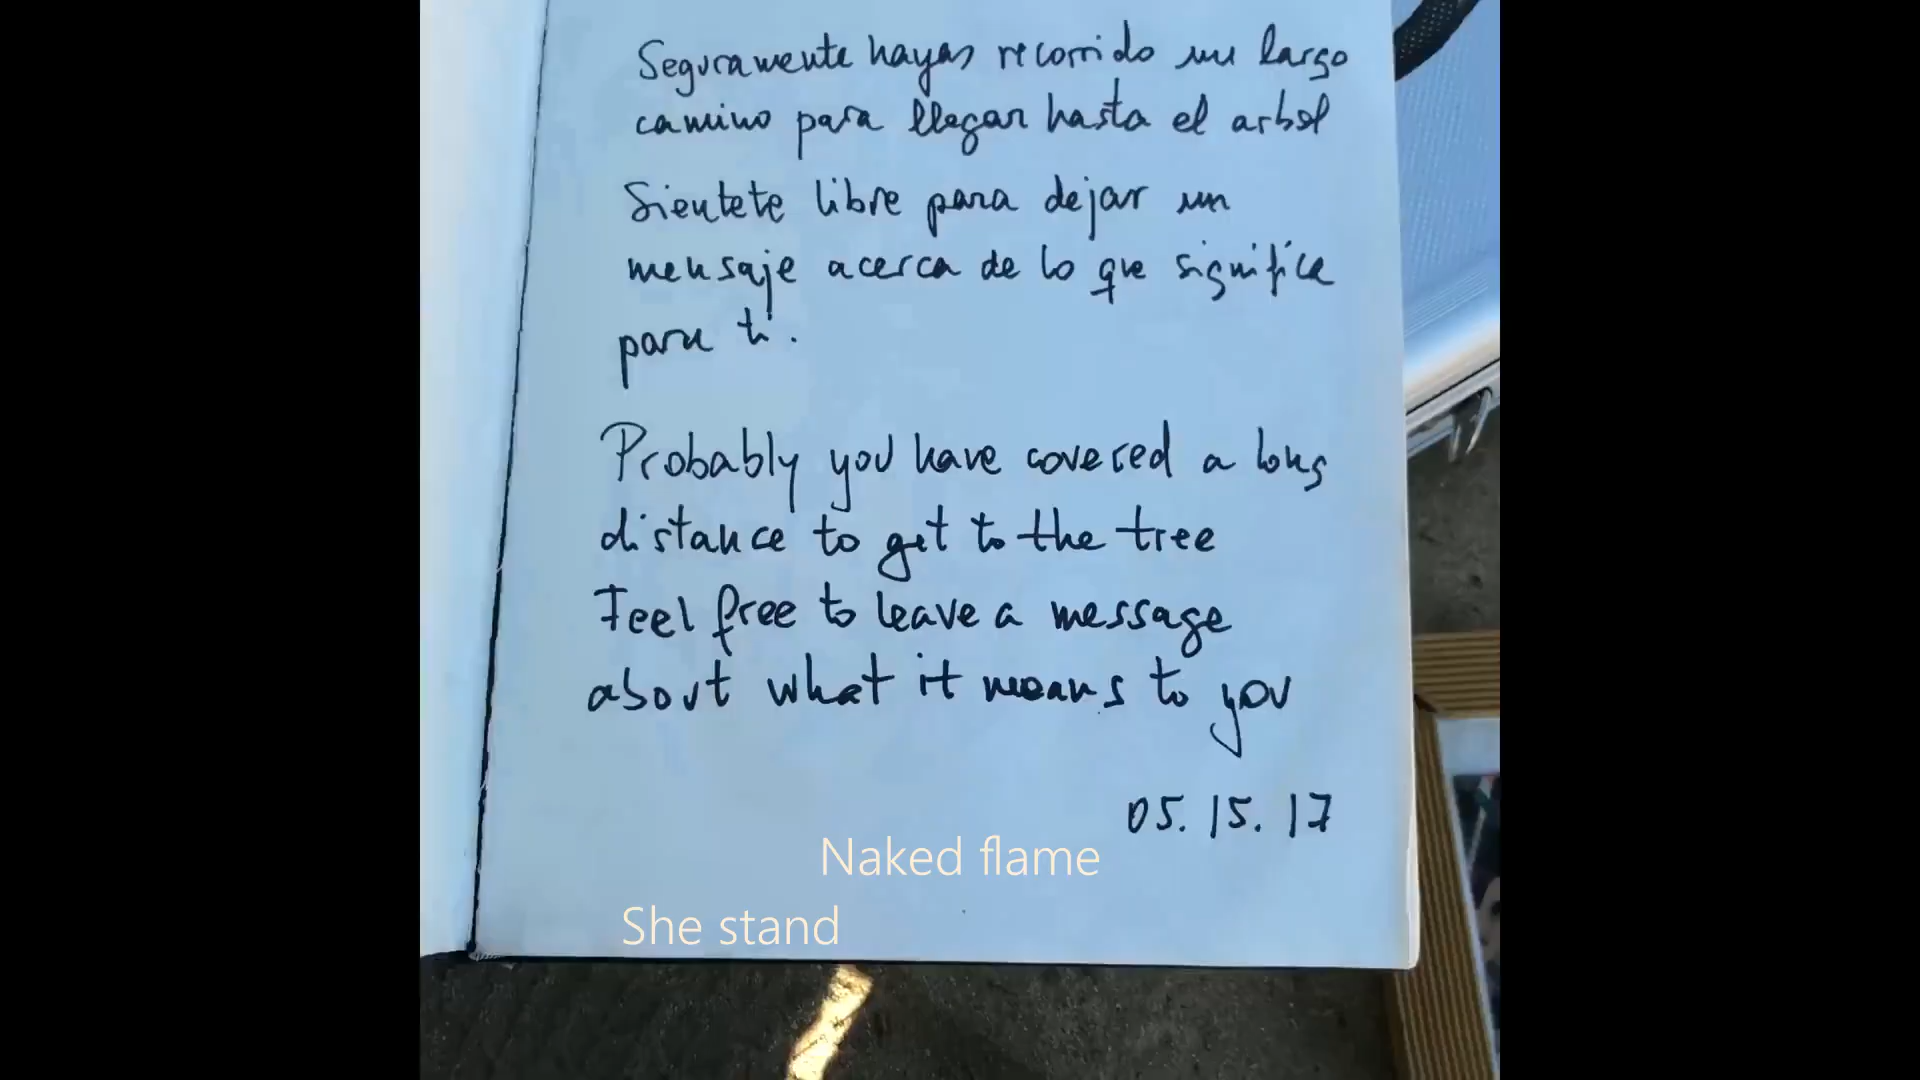 Seguramente hayas recorrido un largo
camino para llegar hasta el arbol
Sientete libre para dejar un
mensaje acerca de lo que significa
para ti.
Probably you have covered a long
distance to get to the tree
Feel free to leave a message
about what it means to you
05.15.17
Naked flame
She stand